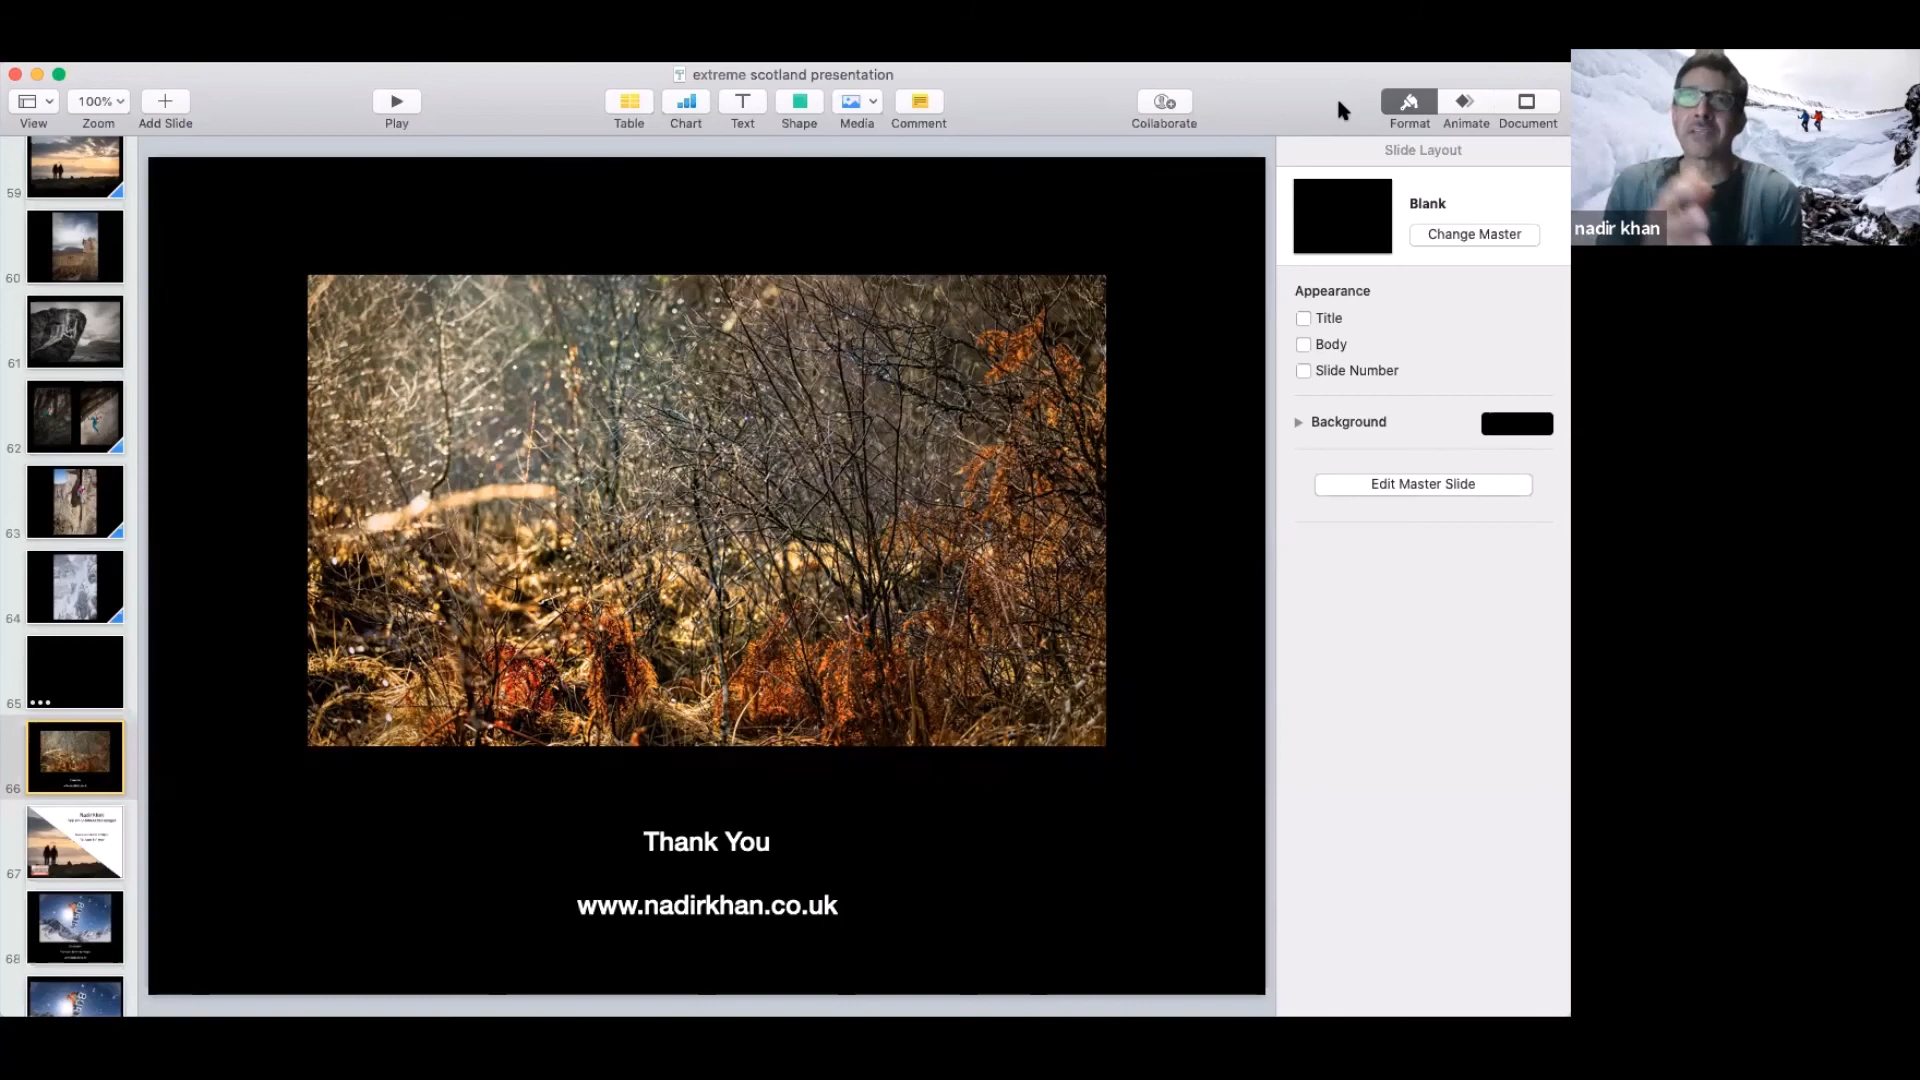 extreme scotland presentation
100%
View
Zoom
Add Slide
Play
Table
Chart
Text
Shape
Media
Comment
Collaborate
Format
Animate
Document
59
60
61
62
63
64
65
66
67
68
Thank You
www.nadirkhan.co.uk
Slide Layout
Blank
Change Master
Appearance
Title
Body
Slide Number
Background
Edit Master Slide
nadir khan